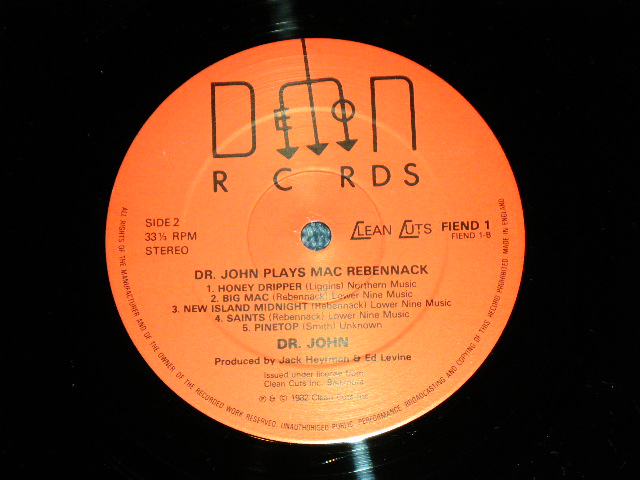 DEMON
RECORDS
SIDE 2
33⅓ RPM
STEREO
CLEAN CUTS FIEND 1
FIEND 1-B
DR. JOHN PLAYS MAC REBENNACK
1. HONEY DRIPPER (Liggins) Northern Music
2. BIG MAC (Rebennack) Lower Nine Music
3. NEW ISLAND MIDNIGHT (Rebennack) Lower Nine Music
4. SAINTS (Rebennack) Lower Nine Music
5. PINETOP (Smith) Unknown
DR. JOHN
Produced by Jack Heyrman & Ed Levine
Issued under license from
Clean Cuts Inc. Baltimore
℗ & © 1982 Clean Cuts Inc
ALL RIGHTS OF THE MANUFACTURER AND OF THE OWNER OF THE RECORDED WORK RESERVED. UNAUTHORISED PUBLIC PERFORMANCE, BROADCASTING AND COPYING OF THIS RECORD PROHIBITED. MADE IN ENGLAND